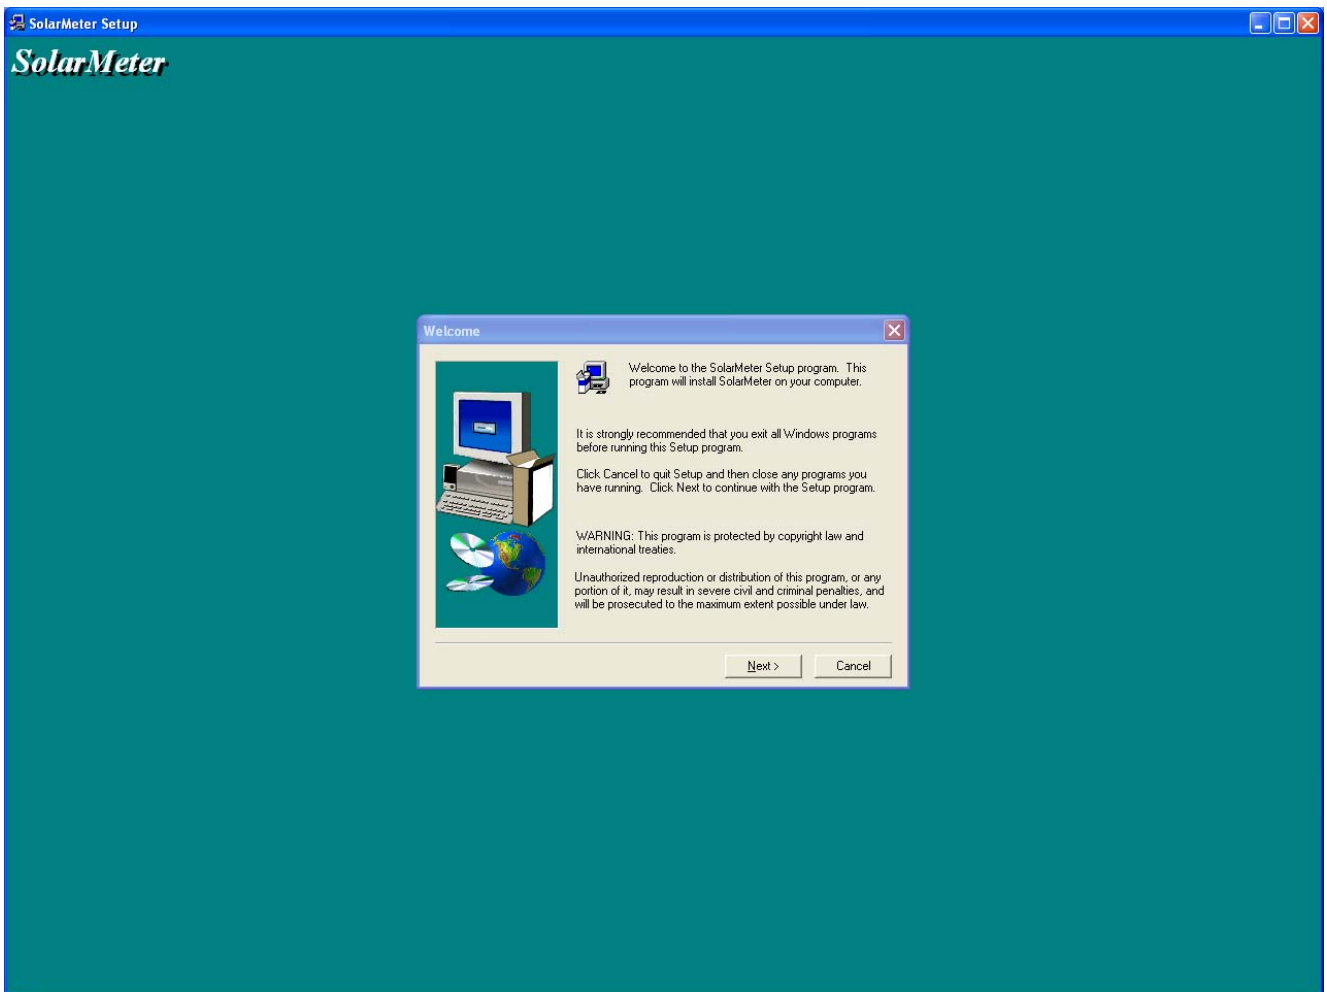 SolarMeter Setup
SolarMeter
Welcome
Welcome to the SolarMeter Setup program. This
program will install SolarMeter on your computer.
It is strongly recommended that you exit all Windows programs
before running this Setup program.
Click Cancel to quit Setup and then close any programs you
have running. Click Next to continue with the Setup program.
WARNING: This program is protected by copyright law and
international treaties.
Unauthorized reproduction or distribution of this program, or any
portion of it, may result in severe civil and criminal penalties, and
will be prosecuted to the maximum extent possible under law.
Next >
Cancel